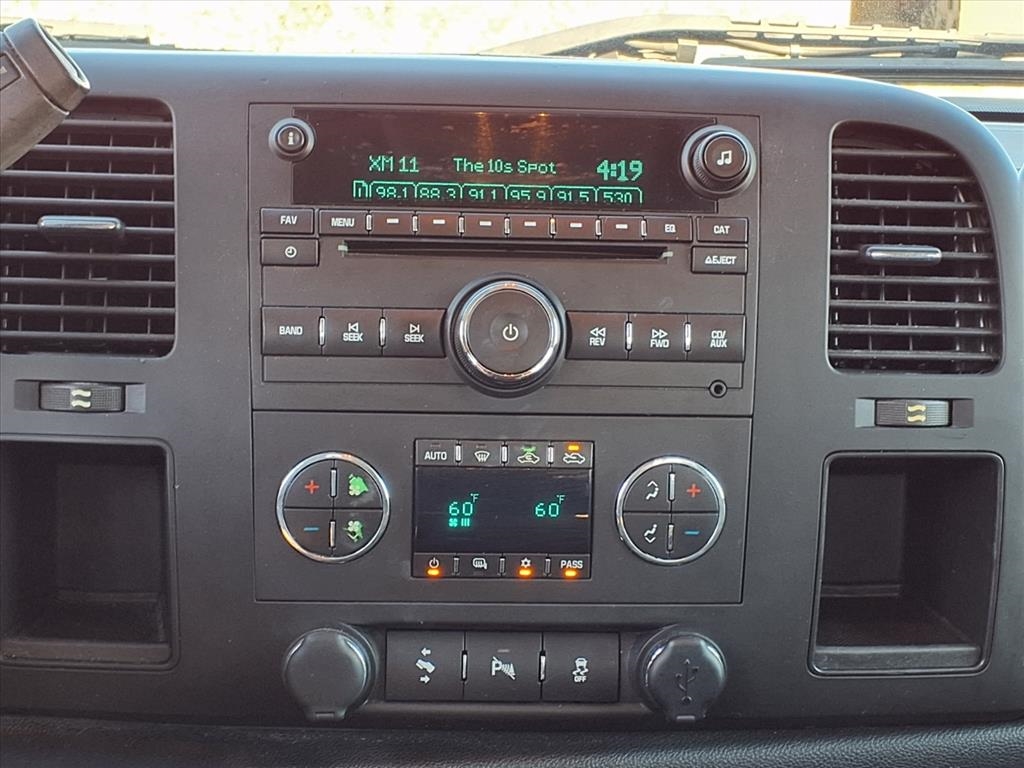 XM 11 The 10s Spot 4:19
98.1 88.3 91.1 95.9 91.5 530
FAV MENU EQ CAT
EJECT
BAND SEEK SEEK REV FWD CD/AUX
AUTO
60°F 60°F
PASS
P OFF